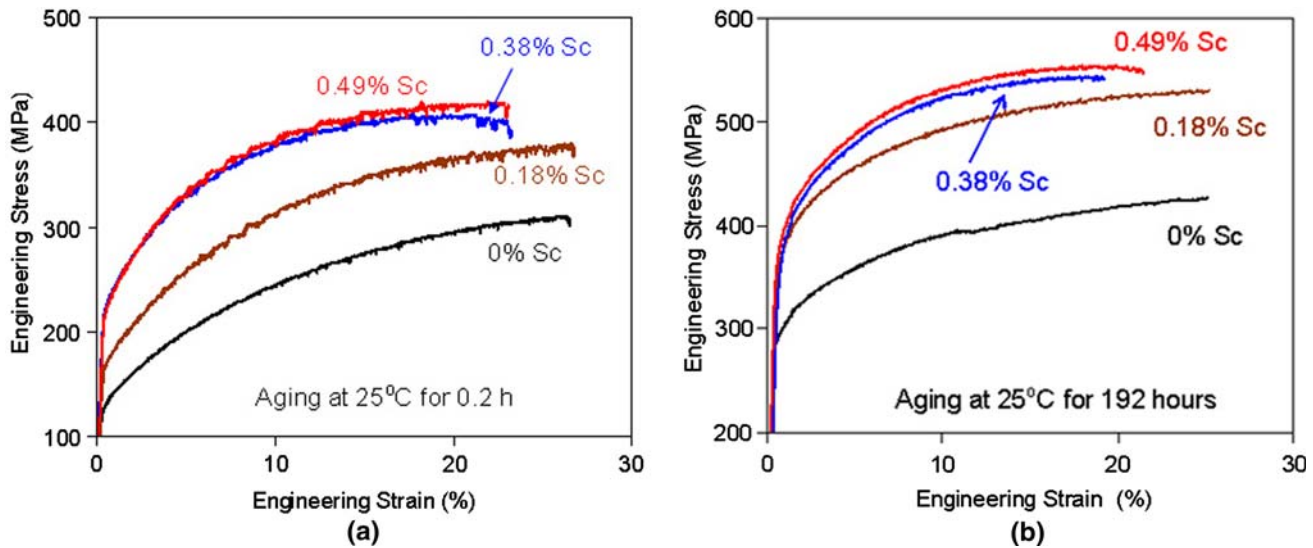 500
400
300
200
100
0
10
20
30
Engineering Stress (MPa)
Engineering Strain (%)
0.38% Sc
0.49% Sc
0.18% Sc
0% Sc
Aging at 25°C for 0.2 h
(a)
600
500
400
300
200
0
10
20
30
Engineering Stress (MPa)
Engineering Strain (%)
0.49% Sc
0.18% Sc
0.38% Sc
0% Sc
Aging at 25°C for 192 hours
(b)